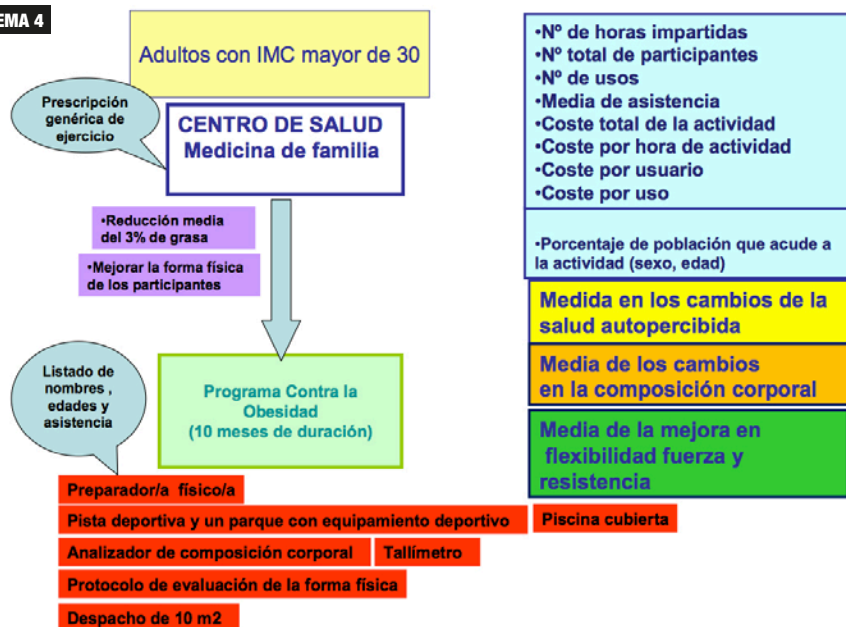 EMA 4
Adultos con IMC mayor de 30
Prescripción
genérica de
ejercicio
CENTRO DE SALUD
Medicina de familia
•Reducción media
del 3% de grasa
•Mejorar la forma física
de los participantes
Listado de
nombres ,
edades y
asistencia
Programa Contra la
Obesidad
(10 meses de duración)
Preparador/a físico/a
Pista deportiva y un parque con equipamiento deportivo
Piscina cubierta
Analizador de composición corporal
Tallímetro
Protocolo de evaluación de la forma física
Despacho de 10 m2
•Nº de horas impartidas
•Nº total de participantes
•Nº de usos
•Media de asistencia
•Coste total de la actividad
•Coste por hora de actividad
•Coste por usuario
•Coste por uso
•Porcentaje de población que acude a
la actividad (sexo, edad)
Medida en los cambios de la
salud autopercibida
Media de los cambios
en la composición corporal
Media de la mejora en
flexibilidad fuerza y
resistencia